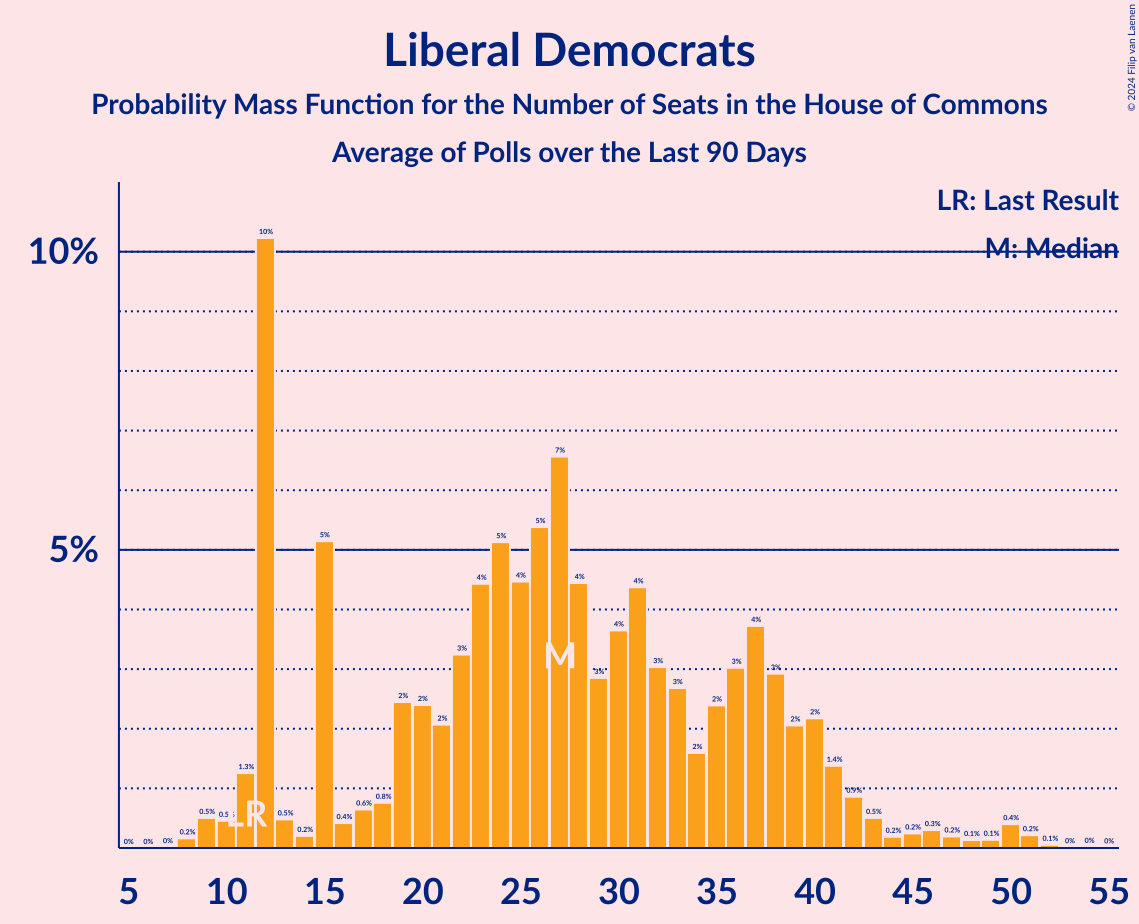 Liberal Democrats
Probability Mass Function for the Number of Seats in the House of Commons
Average of Polls over the Last 90 Days
© 2024 Filip van Laenen
LR: Last Result
M: Median
10%
5%
0% 0% 0% 0.2% 0.5% 0.5 1.3% 10% 0.5% 0.2% 5% 0.4% 0.6% 0.8% 2% 2% 2% 3% 4% 5% 4% 5% 7% 4% 3% 4% 4% 3% 3% 2% 2% 3% 4% 3% 2% 2% 1.4% 0.9% 0.5% 0.2% 0.2% 0.3% 0.2% 0.1% 0.1% 0.4% 0.2% 0.1% 0% 0% 0%
M
LR
5 10 15 20 25 30 35 40 45 50 55